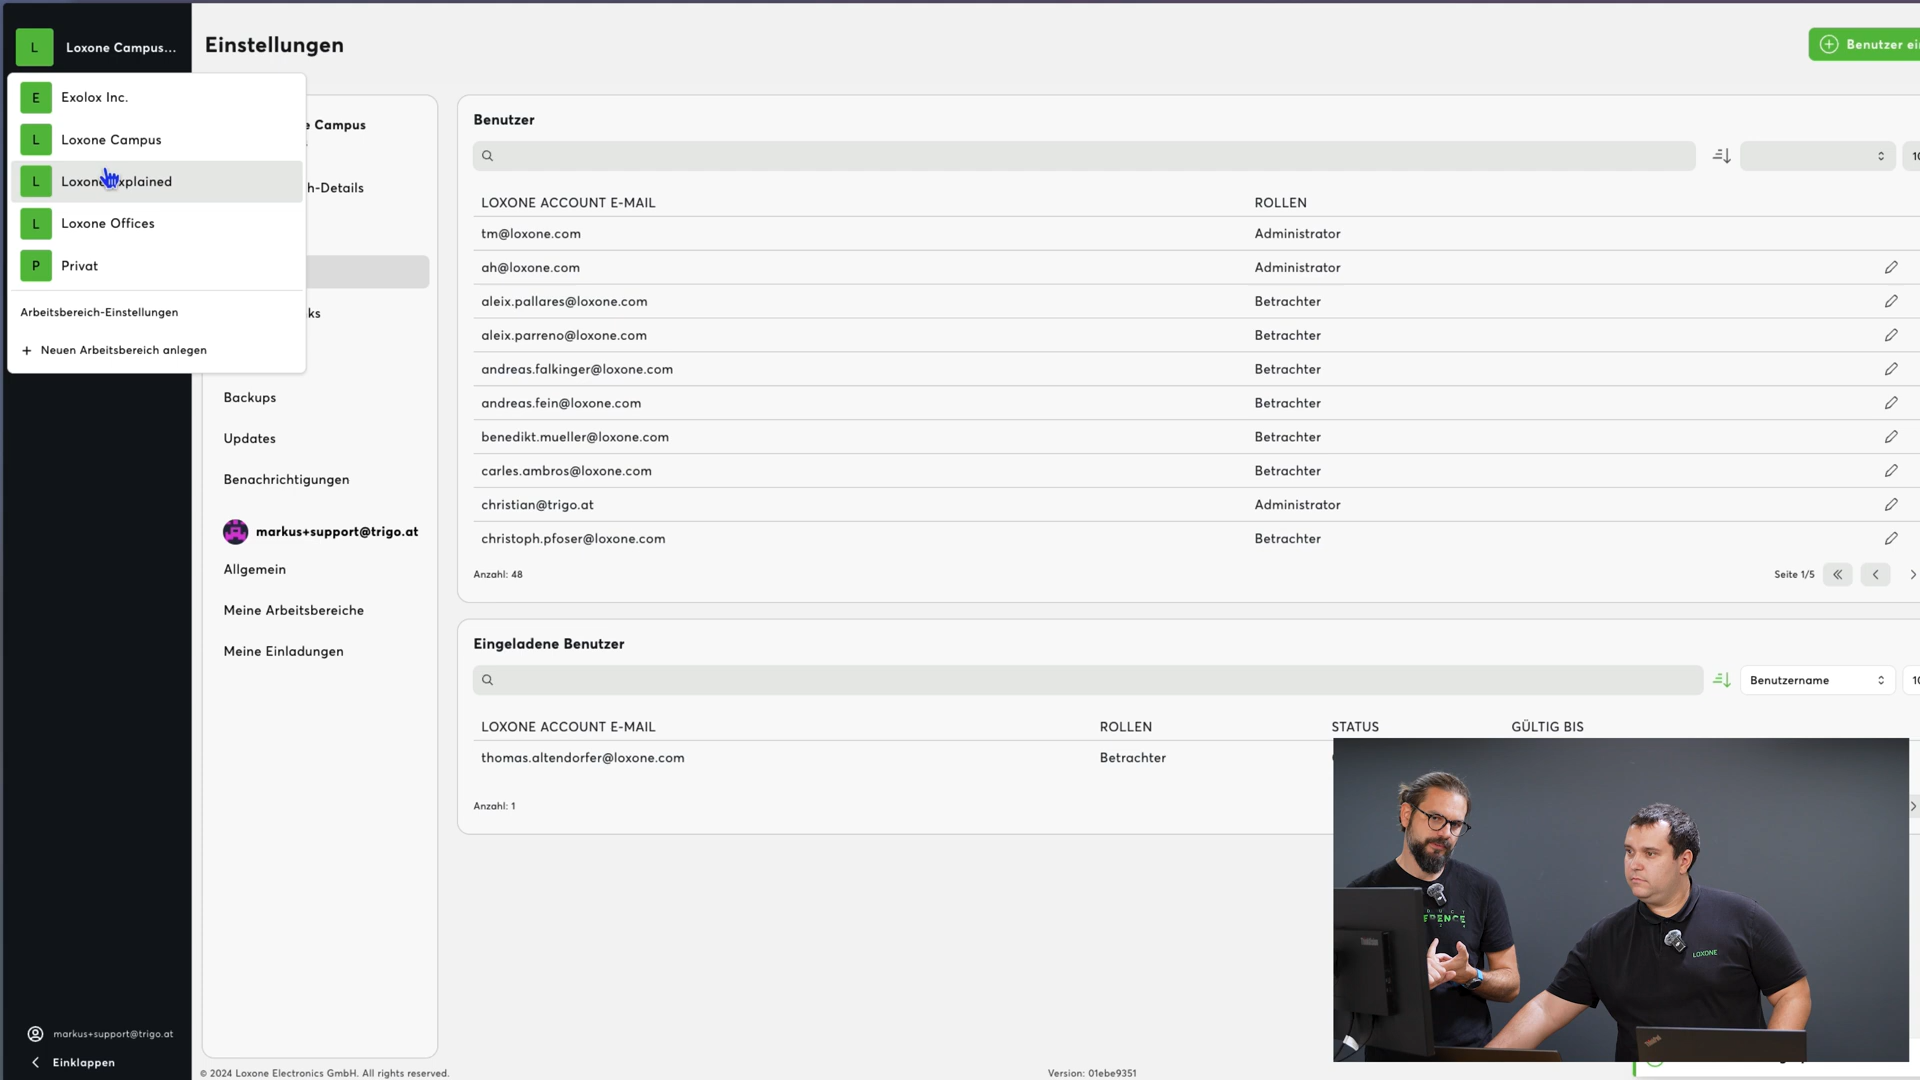 L Loxone Campus...
Einstellungen
Benutzer ei
E Exolox Inc.
L Loxone Campus
L Loxone Explained
L Loxone Offices
P Privat
Arbeitsbereich-Einstellungen
+ Neuen Arbeitsbereich anlegen
e Campus
h-Details
ks
Backups
Updates
Benachrichtigungen
markus+support@trigo.at
Allgemein
Meine Arbeitsbereiche
Meine Einladungen
Benutzer
10
LOXONE ACCOUNT E-MAIL ROLLEN
tm@loxone.com Administrator
ah@loxone.com Administrator
aleix.pallares@loxone.com Betrachter
aleix.parreno@loxone.com Betrachter
andreas.falkinger@loxone.com Betrachter
andreas.fein@loxone.com Betrachter
benedikt.mueller@loxone.com Betrachter
carles.ambros@loxone.com Betrachter
christian@trigo.at Administrator
christoph.pfoser@loxone.com Betrachter
Anzahl: 48 Seite 1/5
Eingeladene Benutzer
Benutzername 10
LOXONE ACCOUNT E-MAIL ROLLEN STATUS GÜLTIG BIS
thomas.altendorfer@loxone.com Betrachter
Anzahl: 1
LOXONE
markus+support@trigo.at
Einklappen
© 2024 Loxone Electronics GmbH. All rights reserved.
Version: 01ebe9351